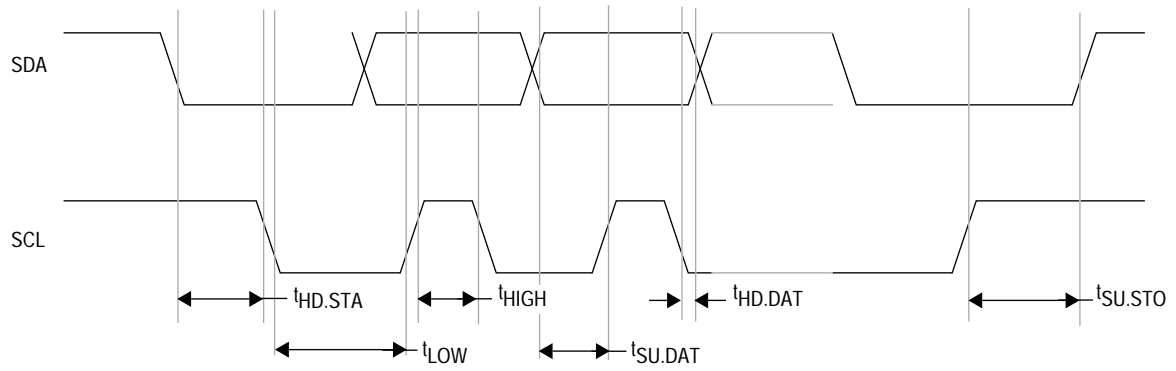 SDA
SCL
tHD.STA
tHIGH
tHD.DAT
tSU.STO
tLOW
tSU.DAT